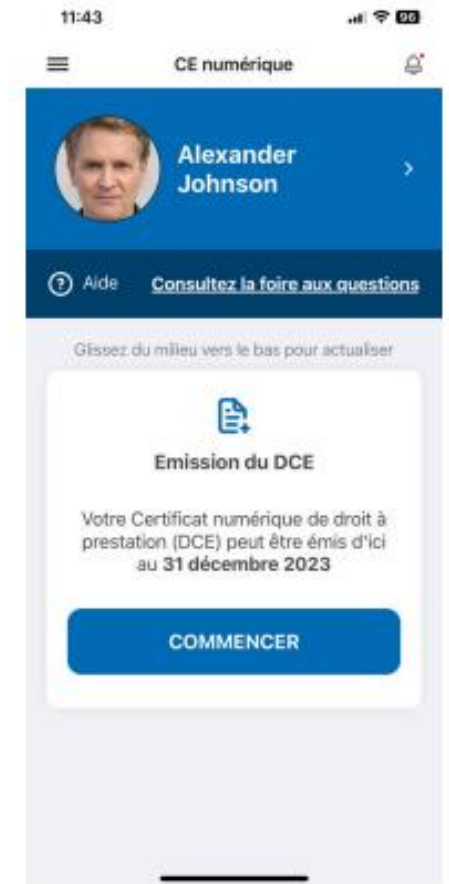 11:43
96
CE numérique
Alexander
Johnson
Aide
Consultez la foire aux questions
Glissez du milieu vers le bas pour actualiser
Emission du DCE
Votre Certificat numérique de droit à
prestation (DCE) peut être émis d'ici
au 31 décembre 2023
COMMENCER